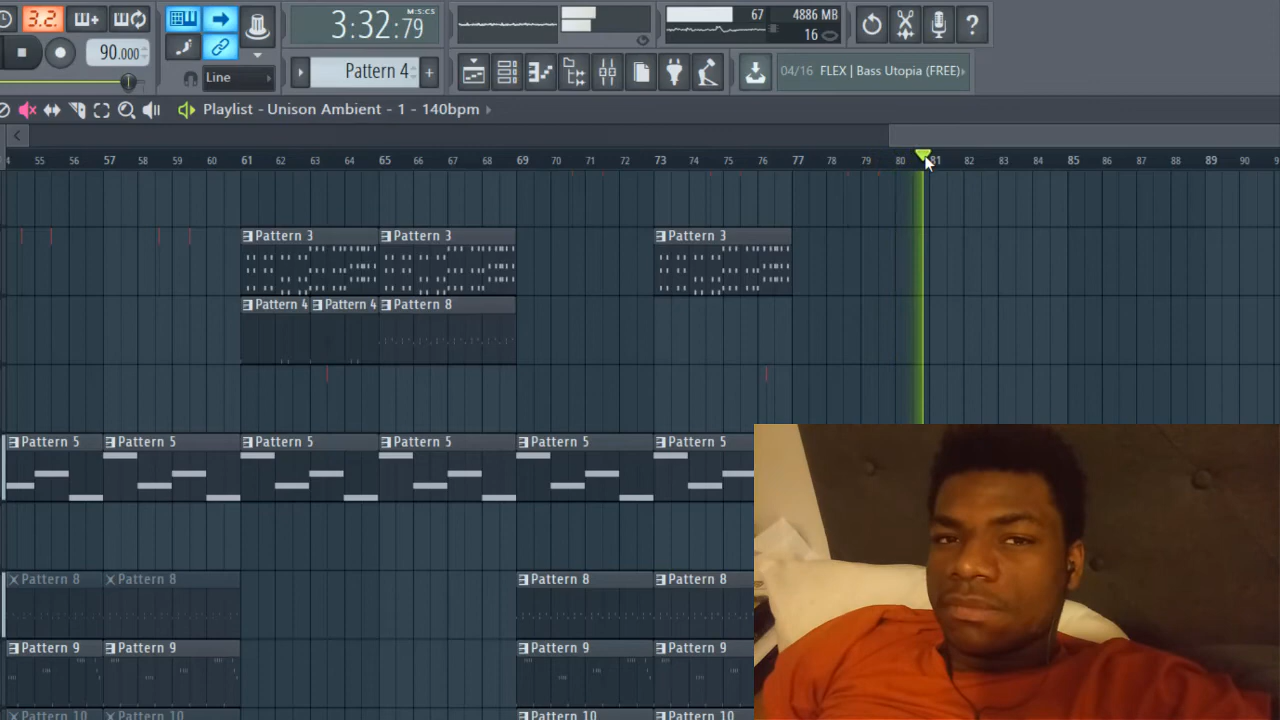 3.2.
3:32:79
M:S:CS
67
4886 MB
16
90.000
Line
Pattern 4
04/16 FLEX | Bass Utopia (FREE)
Playlist - Unison Ambient - 1 - 140bpm
55 56 57 58 59 60 61 62 63 64 65 66 67 68 69 70 71 72 73 74 75 76 77 78 79 80 81 82 83 84 85 86 87 88 89 90
Pattern 3 Pattern 3 Pattern 3
Pattern 4 Pattern 4 Pattern 8
Pattern 5 Pattern 5 Pattern 5 Pattern 5 Pattern 5 Pattern 5
Pattern 8 Pattern 8 Pattern 8 Pattern 8
Pattern 9 Pattern 9 Pattern 9 Pattern 9
Pattern 10 Pattern 10 Pattern 10 Pattern 10